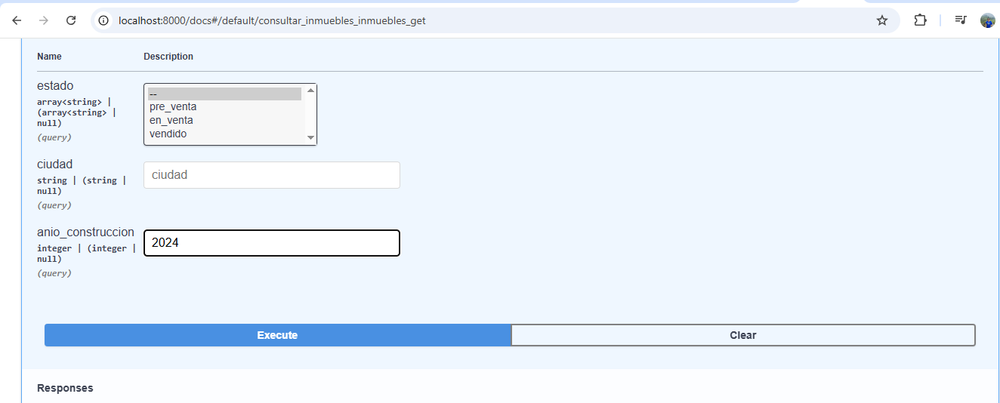 localhost:8000/docs#/default/consultar_inmuebles_inmuebles_get
Name Description
estado
array<string> |
(array<string> |
null)
(query)
--
pre_venta
en_venta
vendido
ciudad
string | (string |
null)
(query)
ciudad
anio_construccion
integer | (integer |
null)
(query)
2024
Execute Clear
Responses